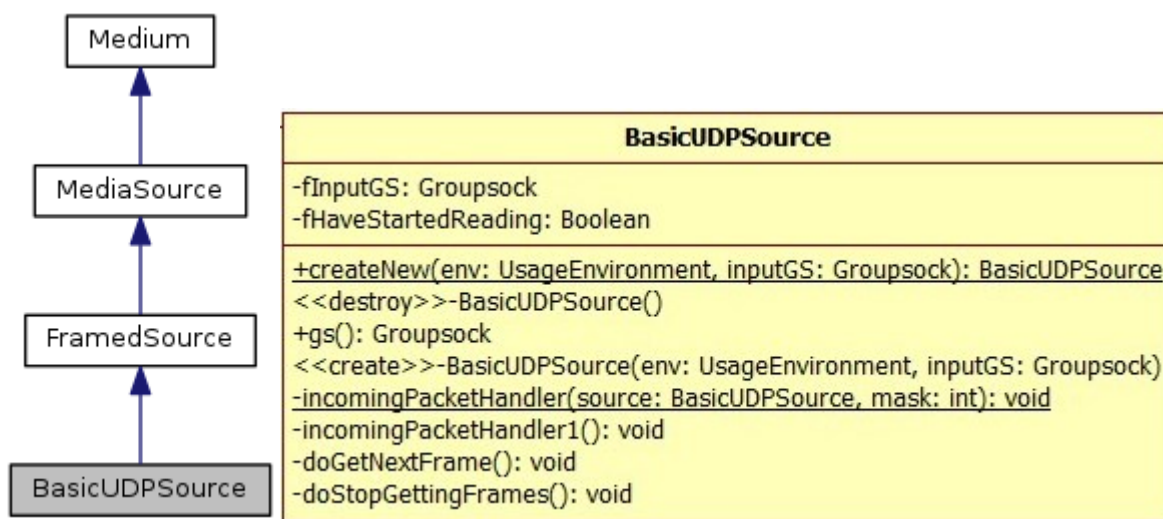 Medium
MediaSource
FramedSource
BasicUDPSource
BasicUDPSource
-fInputGS: Groupsock
-fHaveStartedReading: Boolean
+createNew(env: UsageEnvironment, inputGS: Groupsock): BasicUDPSource
<<destroy>>-BasicUDPSource()
+gs(): Groupsock
<<create>>-BasicUDPSource(env: UsageEnvironment, inputGS: Groupsock)
-incomingPacketHandler(source: BasicUDPSource, mask: int): void
-incomingPacketHandler1(): void
-doGetNextFrame(): void
-doStopGettingFrames(): void